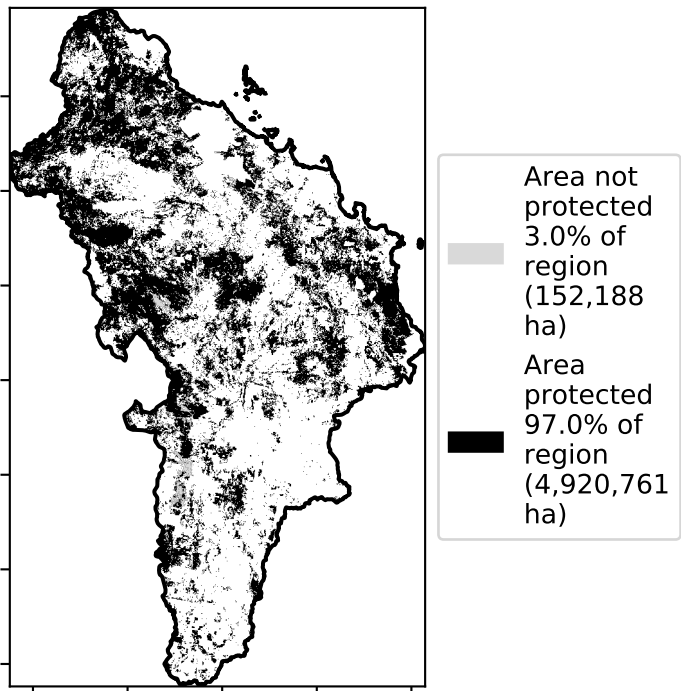 Area not
protected
3.0% of
region
(152,188
ha)
Area
protected
97.0% of
region
(4,920,761
ha)